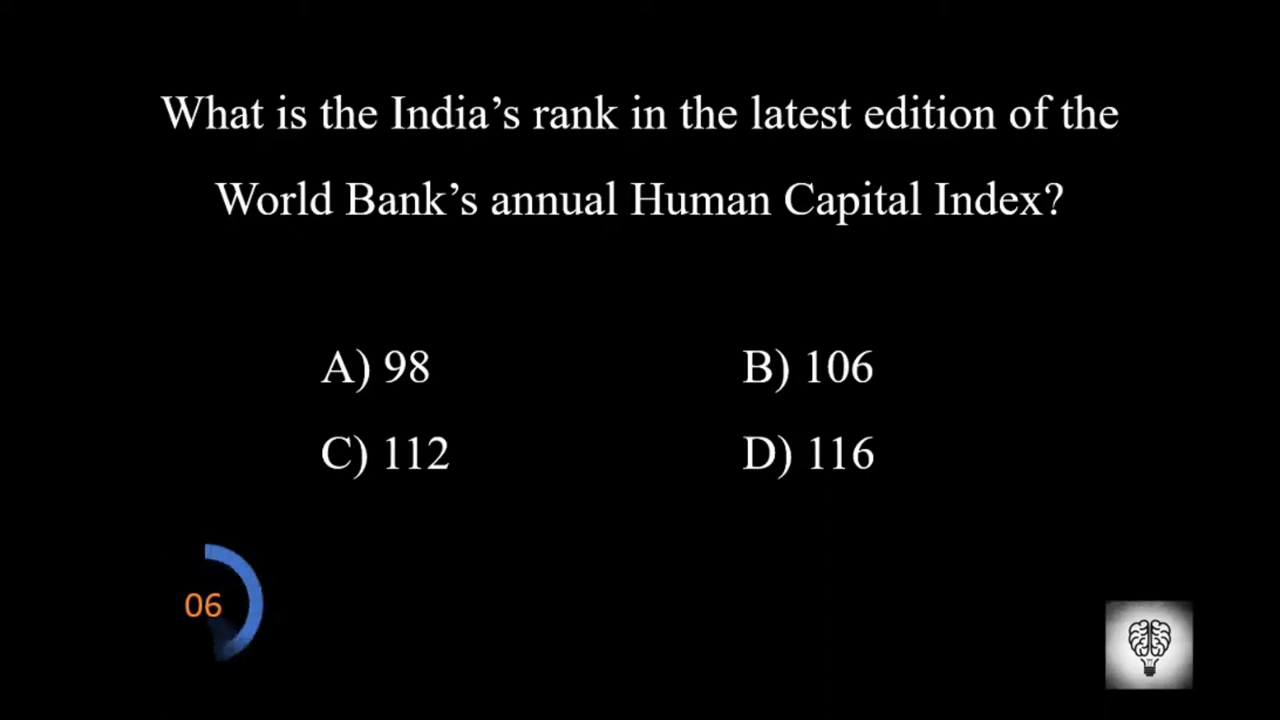 What is the India’s rank in the latest edition of the
World Bank’s annual Human Capital Index?
A) 98 B) 106
C) 112 D) 116
06